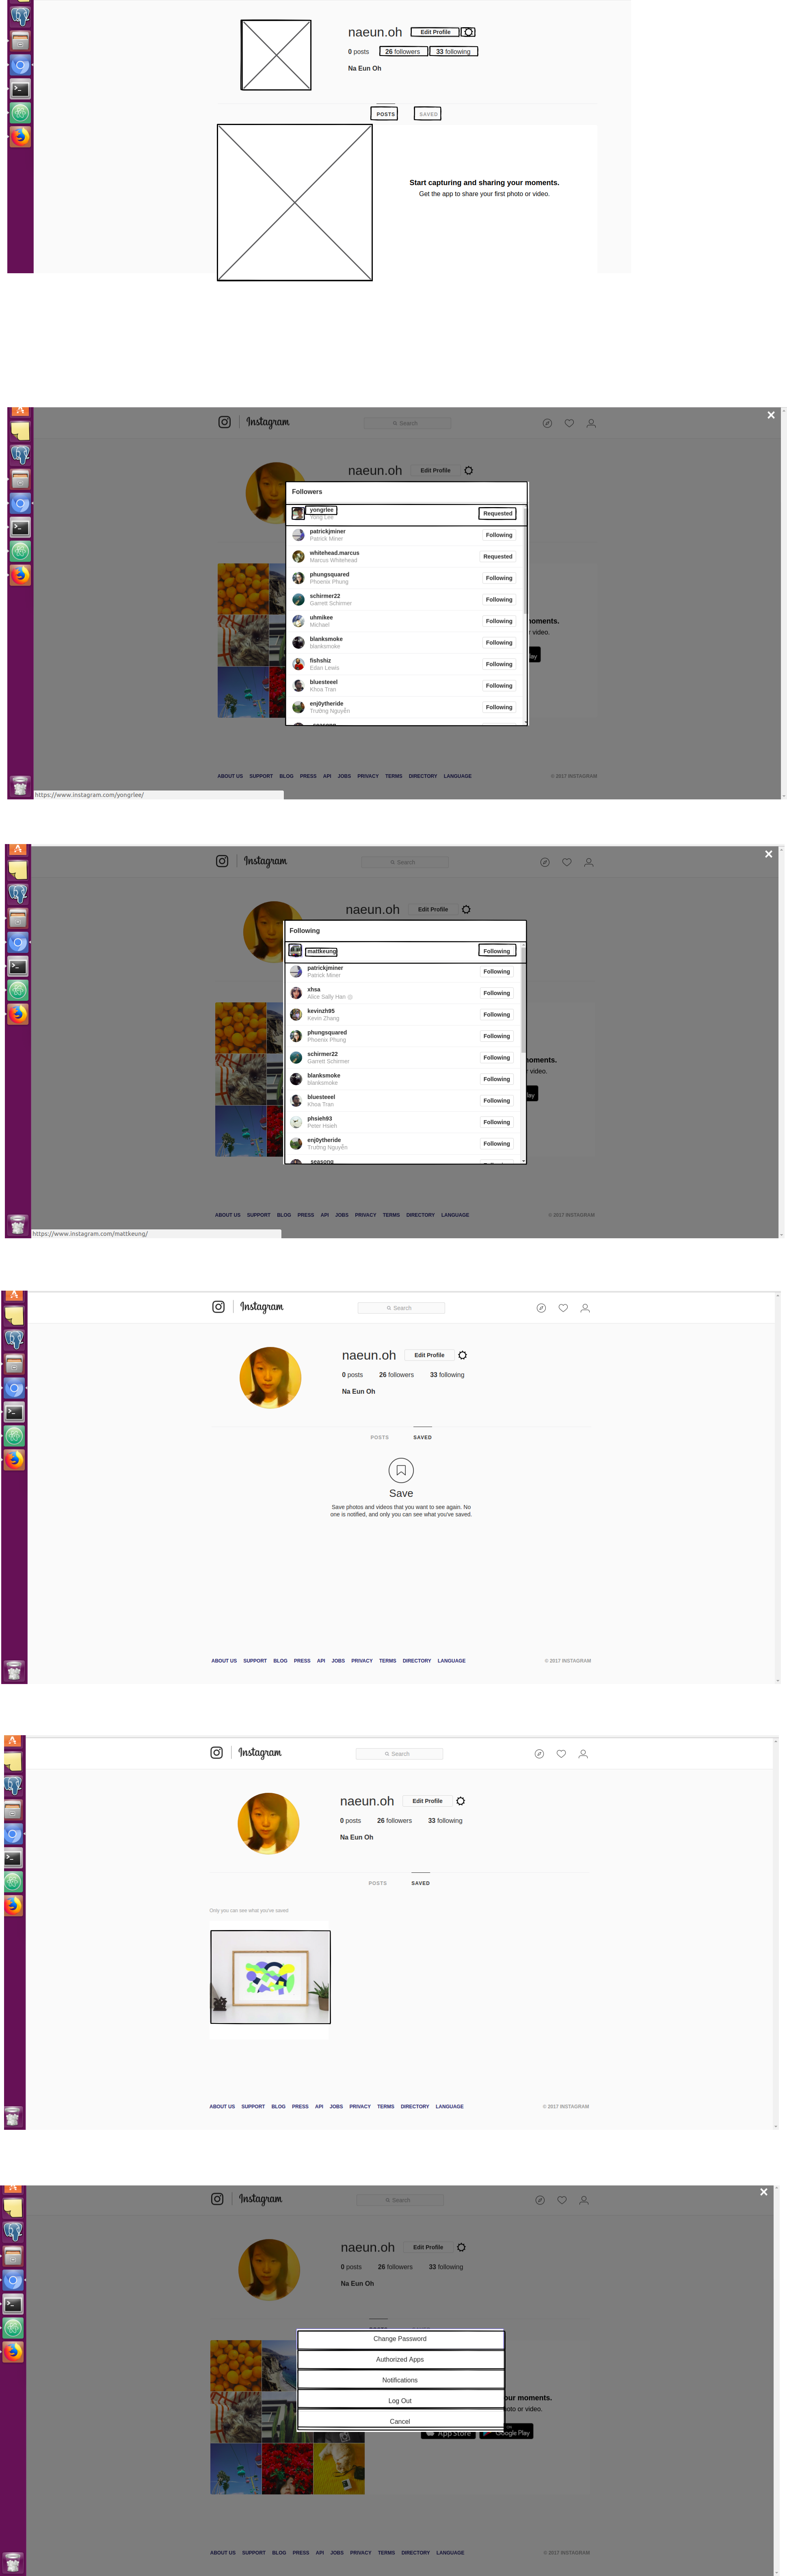 naeun.oh Edit Profile
0 posts 26 followers 33 following
Na Eun Oh
POSTS SAVED
Start capturing and sharing your moments.
Get the app to share your first photo or video.
Instagram Search
naeun.oh Edit Profile
Followers
yongrlee
Yong Lee
Requested
patrickjminer
Patrick Miner
Following
whitehead.marcus
Marcus Whitehead
Requested
phungsquared
Phoenix Phung
Following
schirmer22
Garrett Schirmer
Following
uhmikee
Michael
Following
blanksmoke
blanksmoke
Following
fishshiz
Edan Lewis
Following
bluesteeel
Khoa Tran
Following
enj0ytheride
Trường Nguyễn
Following
moments.
or video.
ABOUT US SUPPORT BLOG PRESS API JOBS PRIVACY TERMS DIRECTORY LANGUAGE © 2017 INSTAGRAM
https://www.instagram.com/yongrlee/
Instagram Search
naeun.oh Edit Profile
Following
mattkeung
Following
patrickjminer
Patrick Miner
Following
xhsa
Alice Sally Han
Following
kevinzh95
Kevin Zhang
Following
phungsquared
Phoenix Phung
Following
schirmer22
Garrett Schirmer
Following
blanksmoke
blanksmoke
Following
bluesteeel
Khoa Tran
Following
phsieh93
Peter Hsieh
Following
enj0ytheride
Trường Nguyễn
Following
_seasong
moments.
or video.
ABOUT US SUPPORT BLOG PRESS API JOBS PRIVACY TERMS DIRECTORY LANGUAGE © 2017 INSTAGRAM
https://www.instagram.com/mattkeung/
Instagram Search
naeun.oh Edit Profile
0 posts 26 followers 33 following
Na Eun Oh
POSTS SAVED
Save
Save photos and videos that you want to see again. No
one is notified, and only you can see what you've saved.
ABOUT US SUPPORT BLOG PRESS API JOBS PRIVACY TERMS DIRECTORY LANGUAGE © 2017 INSTAGRAM
Instagram Search
naeun.oh Edit Profile
0 posts 26 followers 33 following
Na Eun Oh
POSTS SAVED
Only you can see what you've saved
ABOUT US SUPPORT BLOG PRESS API JOBS PRIVACY TERMS DIRECTORY LANGUAGE © 2017 INSTAGRAM
Instagram Search
naeun.oh Edit Profile
0 posts 26 followers 33 following
Na Eun Oh
Change Password
Authorized Apps
Notifications
Log Out
Cancel
our moments.
oto or video.
App Store Google Play
ABOUT US SUPPORT BLOG PRESS API JOBS PRIVACY TERMS DIRECTORY LANGUAGE © 2017 INSTAGRAM